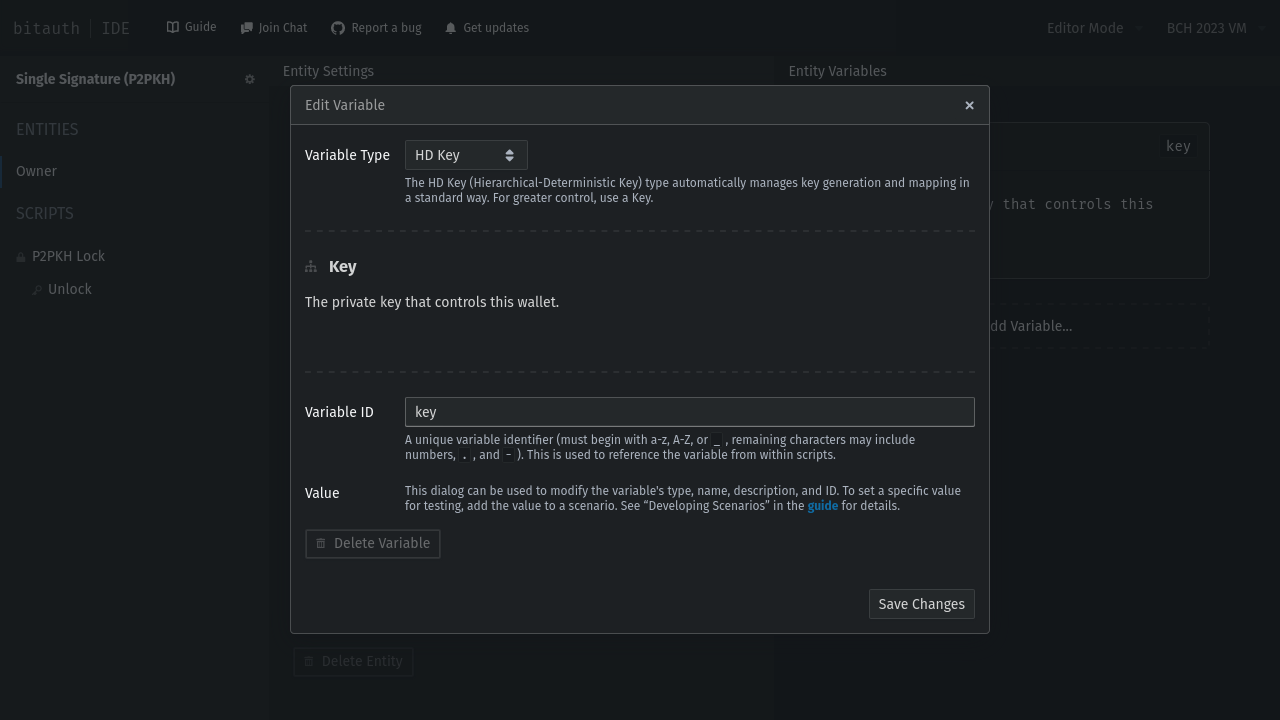 bitauth | IDE
Guide
Join Chat
Report a bug
Get updates
Editor Mode
BCH 2023 VM
Single Signature (P2PKH)
ENTITIES
Owner
SCRIPTS
P2PKH Lock
Unlock
Entity Settings
Entity Variables
Edit Variable
Variable Type
HD Key
The HD Key (Hierarchical-Deterministic Key) type automatically manages key generation and mapping in
a standard way. For greater control, use a Key.
Key
The private key that controls this wallet.
Variable ID
key
A unique variable identifier (must begin with a-z, A-Z, or _ , remaining characters may include
numbers, . , and - ). This is used to reference the variable from within scripts.
Value
This dialog can be used to modify the variable's type, name, description, and ID. To set a specific value
for testing, add the value to a scenario. See “Developing Scenarios” in the guide for details.
Delete Variable
Save Changes
key
that controls this
Variable...
Delete Entity